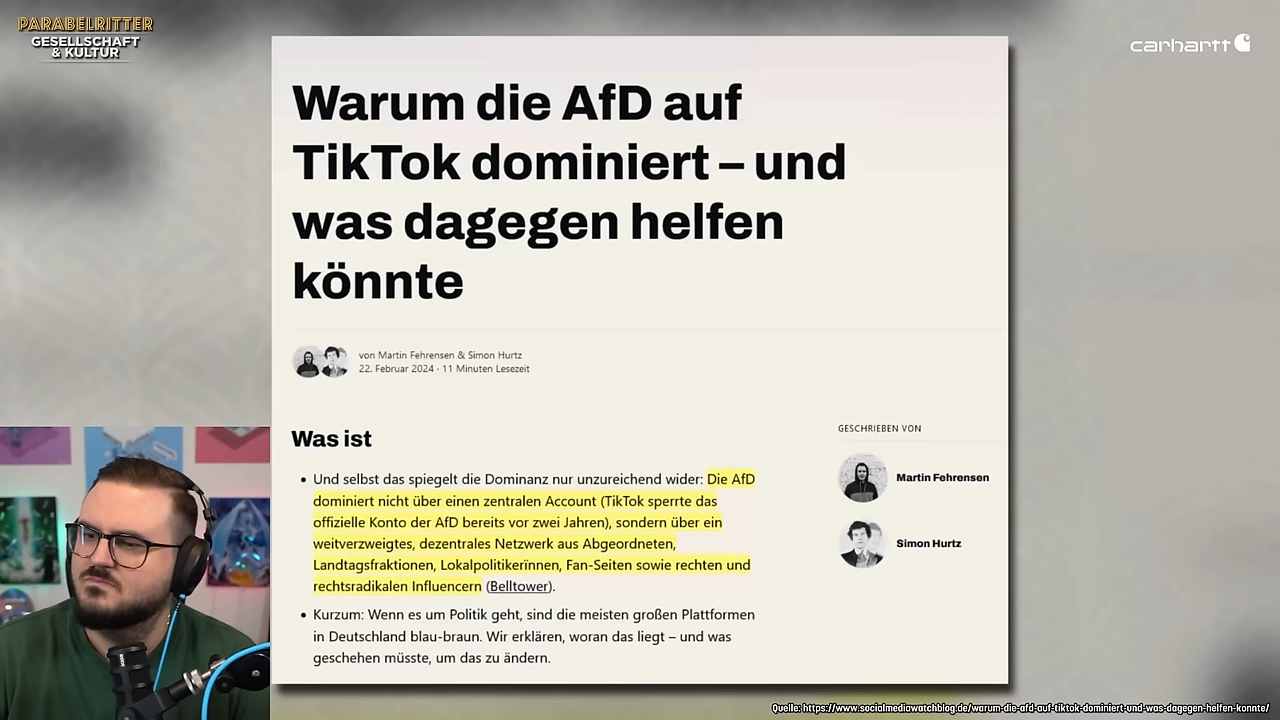 PARABELRITTER
GESELLSCHAFT
& KULTUR
carhartt
Warum die AfD auf
TikTok dominiert – und
was dagegen helfen
könnte
von Martin Fehrensen & Simon Hurtz
22. Februar 2024 · 11 Minuten Lesezeit
Was ist
• Und selbst das spiegelt die Dominanz nur unzureichend wider: Die AfD
dominiert nicht über einen zentralen Account (TikTok sperrte das
offizielle Konto der AfD bereits vor zwei Jahren), sondern über ein
weitverzweigtes, dezentrales Netzwerk aus Abgeordneten,
Landtagsfraktionen, Lokalpolitikerïnnen, Fan-Seiten sowie rechten und
rechtsradikalen Influencern (Belltower).
• Kurzum: Wenn es um Politik geht, sind die meisten großen Plattformen
in Deutschland blau-braun. Wir erklären, woran das liegt – und was
geschehen müsste, um das zu ändern.
GESCHRIEBEN VON
Martin Fehrensen
Simon Hurtz
Quelle: https://www.socialmediawatchblog.de/warum-die-afd-auf-tiktok-dominiert-und-was-dagegen-helfen-konnte/